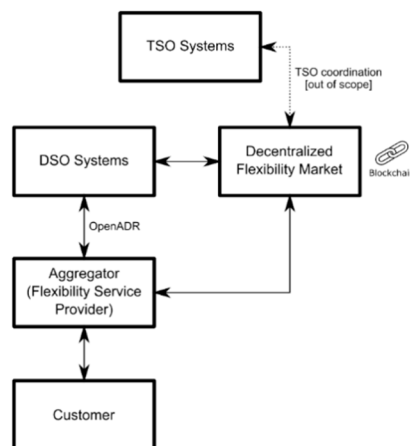 TSO Systems
TSO coordination
[out of scope]
DSO Systems
Decentralized
Flexibility Market
Blockchai
OpenADR
Aggregator
(Flexibility Service
Provider)
Customer